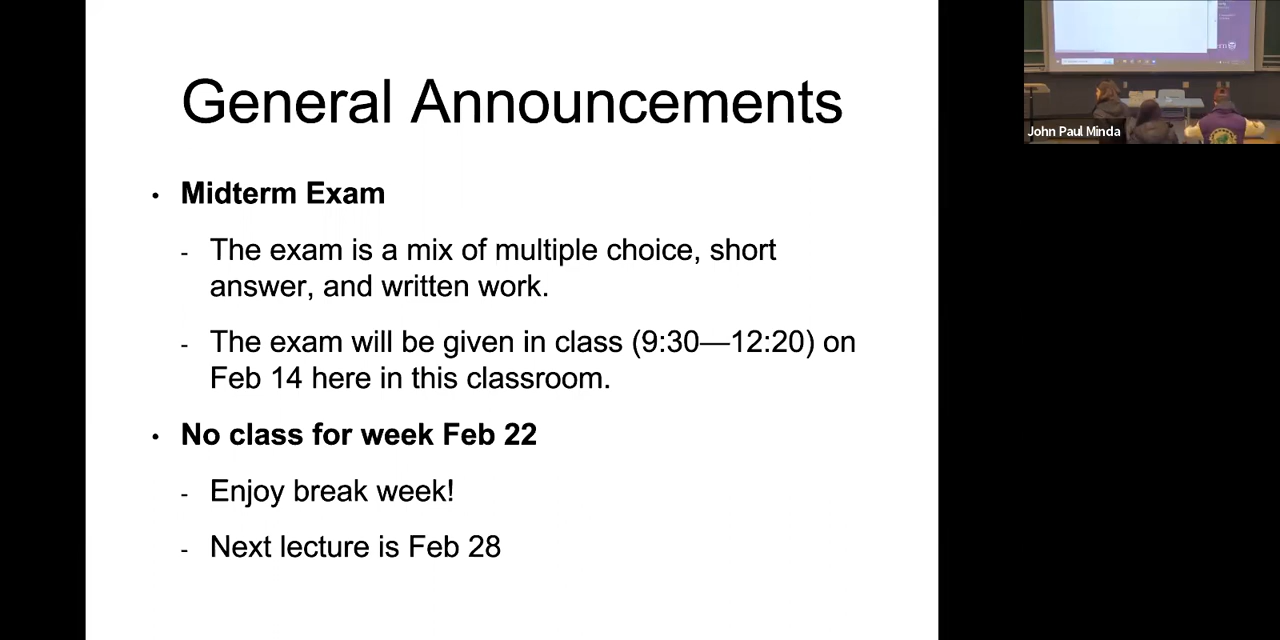 General Announcements
• Midterm Exam
- The exam is a mix of multiple choice, short
answer, and written work.
- The exam will be given in class (9:30—12:20) on
Feb 14 here in this classroom.
• No class for week Feb 22
- Enjoy break week!
- Next lecture is Feb 28
John Paul Minda